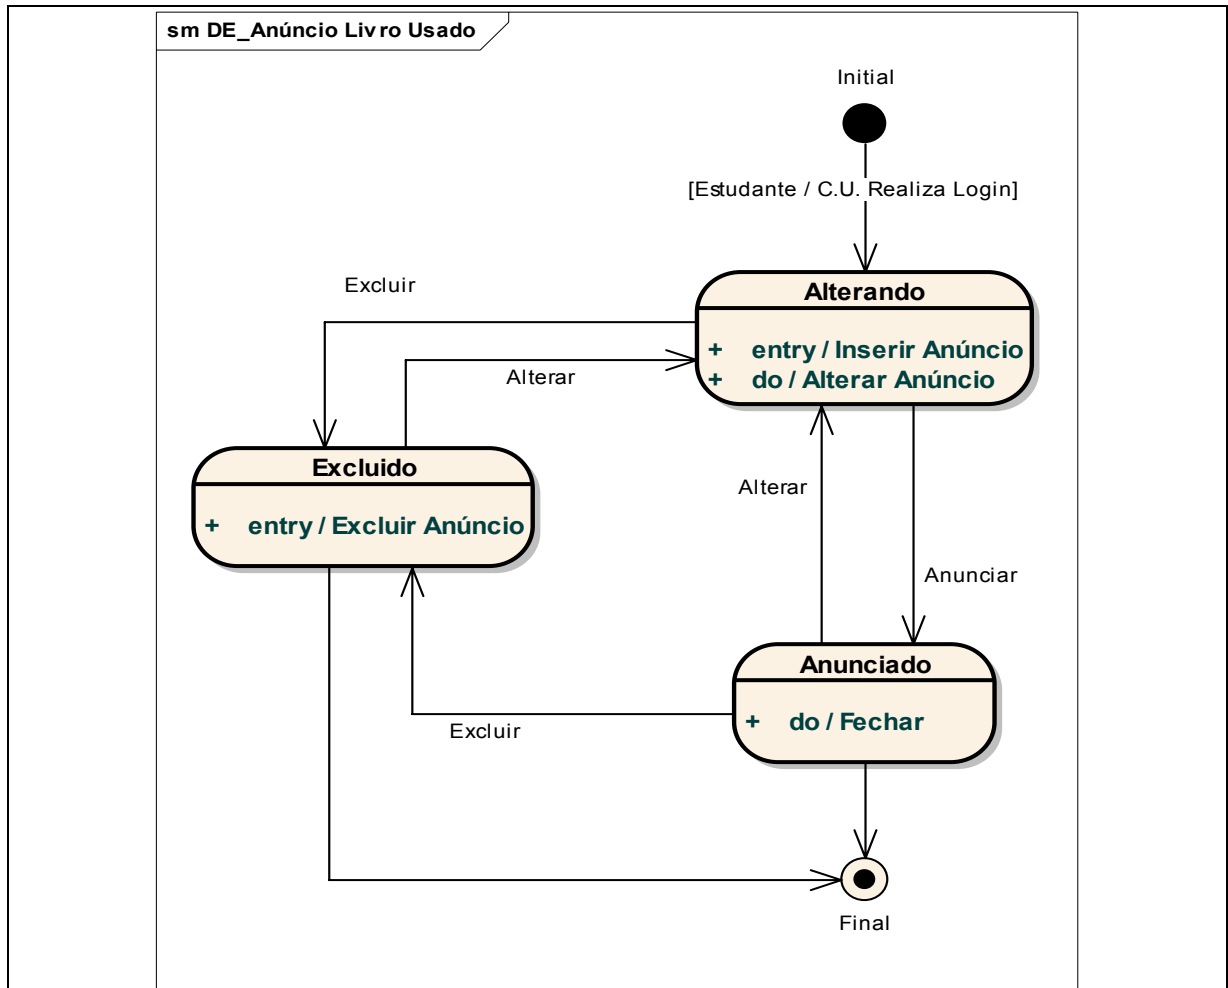 sm DE_Anúncio Livro Usado
Initial
[Estudante / C.U. Realiza Login]
Alterando
+ entry / Inserir Anúncio
+ do / Alterar Anúncio
Excluir
Alterar
Excluido
+ entry / Excluir Anúncio
Alterar
Anunciar
Anunciado
+ do / Fechar
Excluir
Final